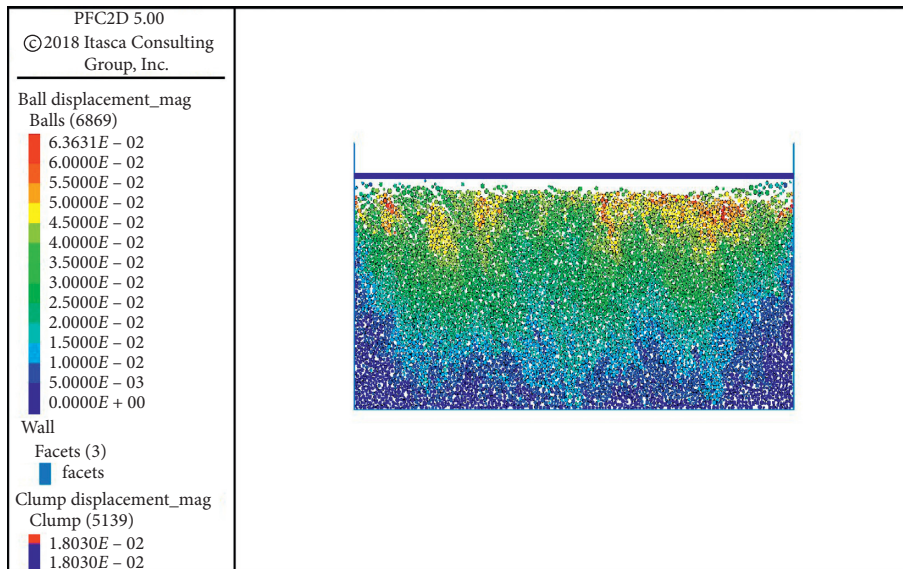 PFC2D 5.00
©2018 Itasca Consulting
Group, Inc.
Ball displacement_mag
Balls (6869)
6.3631E – 02
6.0000E – 02
5.5000E – 02
5.0000E – 02
4.5000E – 02
4.0000E – 02
3.5000E – 02
3.0000E – 02
2.5000E – 02
2.0000E – 02
1.5000E – 02
1.0000E – 02
5.0000E – 03
0.0000E + 00
Wall
Facets (3)
facets
Clump displacement_mag
Clump (5139)
1.8030E – 02
1.8030E – 02